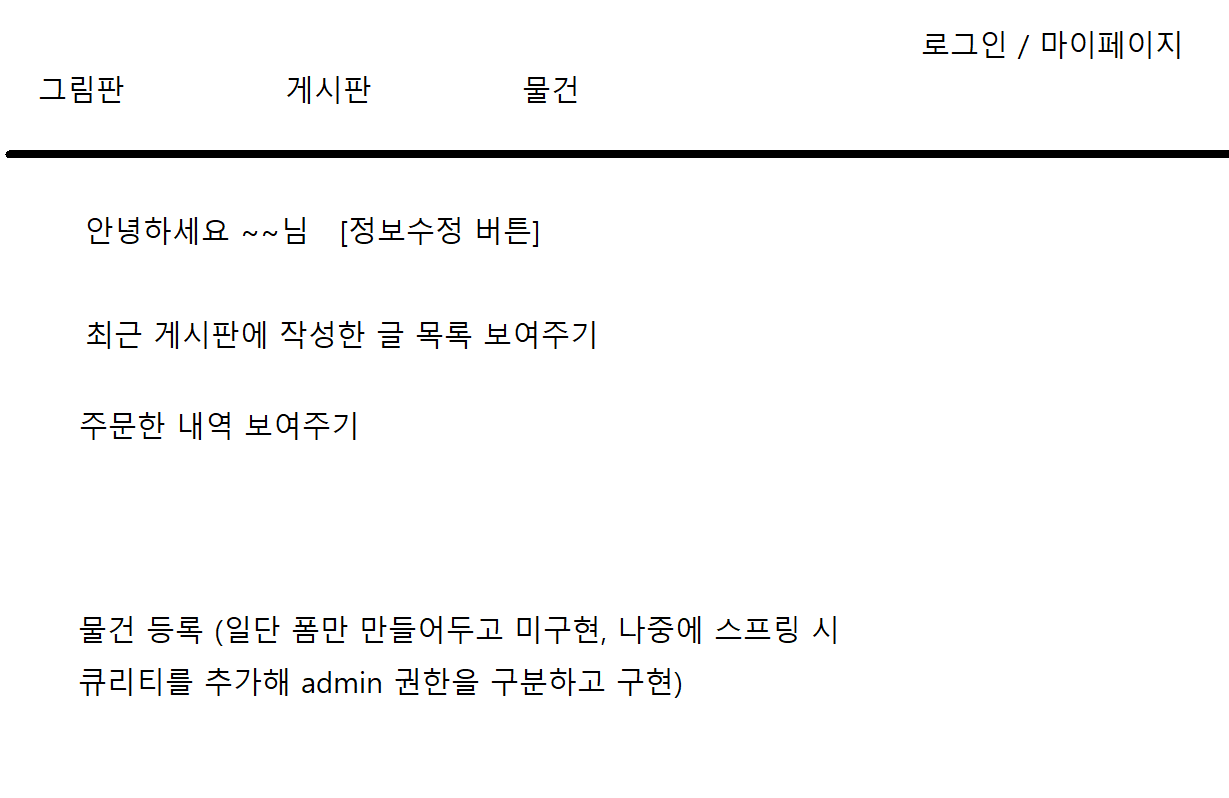 로그인 / 마이페이지
그림판 게시판 물건
안녕하세요 ~~님 [정보수정 버튼]
최근 게시판에 작성한 글 목록 보여주기
주문한 내역 보여주기
물건 등록 (일단 폼만 만들어두고 미구현, 나중에 스프링 시
큐리티를 추가해 admin 권한을 구분하고 구현)